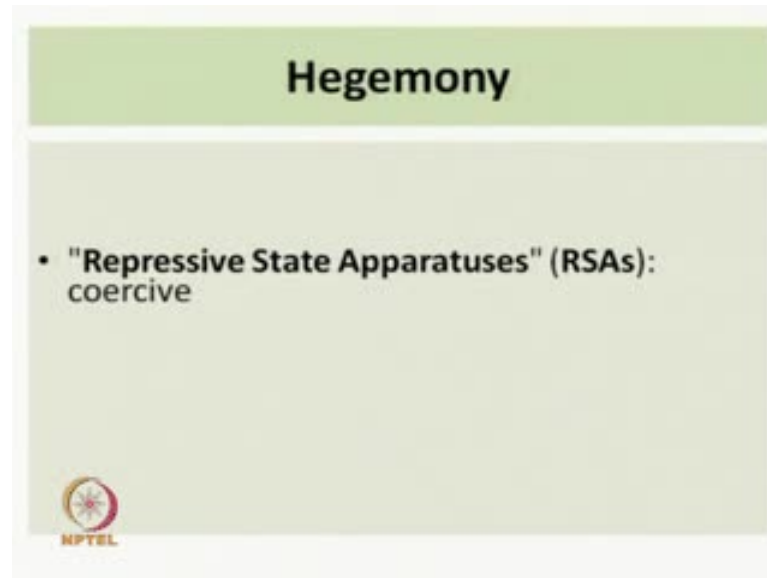 Hegemony
• "Repressive State Apparatuses" (RSAs):
coercive
NPTEL